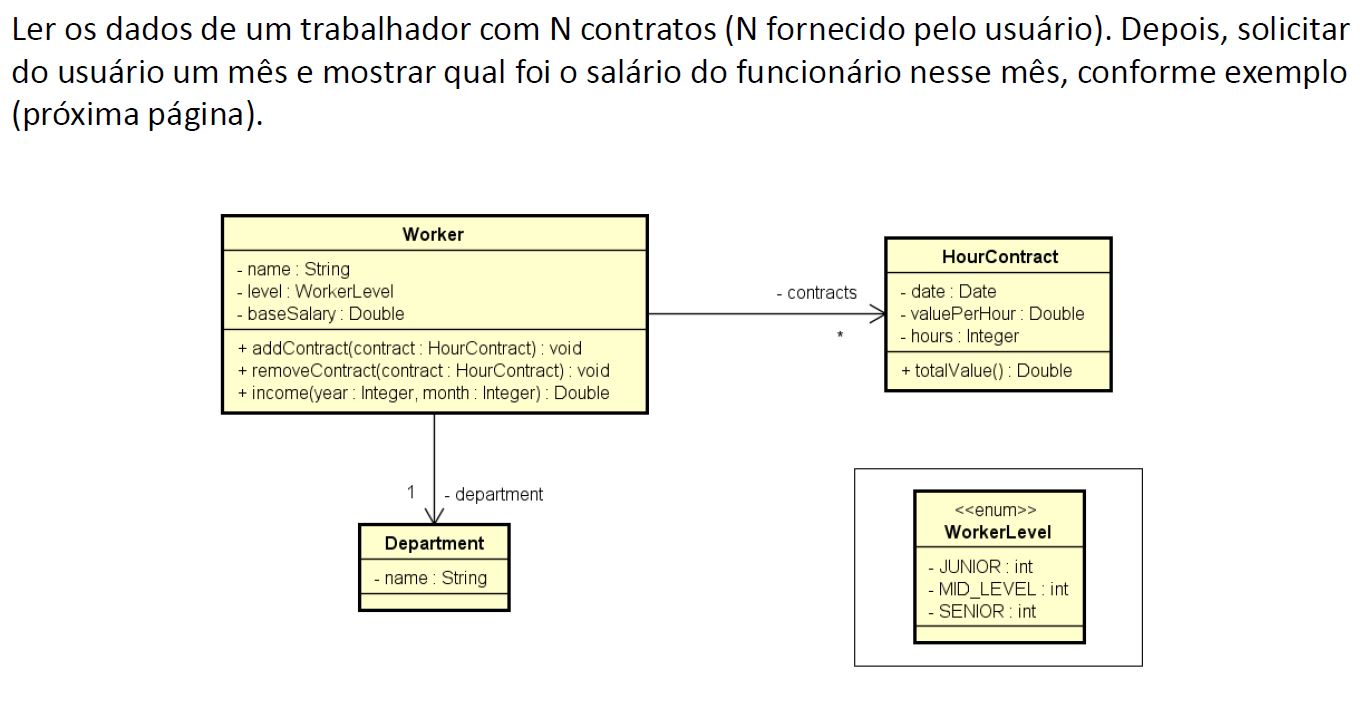 Ler os dados de um trabalhador com N contratos (N fornecido pelo usuário). Depois, solicitar
do usuário um mês e mostrar qual foi o salário do funcionário nesse mês, conforme exemplo
(próxima página).
Worker
- name : String
- level : WorkerLevel
- baseSalary : Double
+ addContract(contract : HourContract) : void
+ removeContract(contract : HourContract) : void
+ income(year : Integer, month : Integer) : Double
- contracts
*
HourContract
- date : Date
- valuePerHour : Double
- hours : Integer
+ totalValue() : Double
1
- department
Department
- name : String
<<enum>>
WorkerLevel
- JUNIOR : int
- MID_LEVEL : int
- SENIOR : int